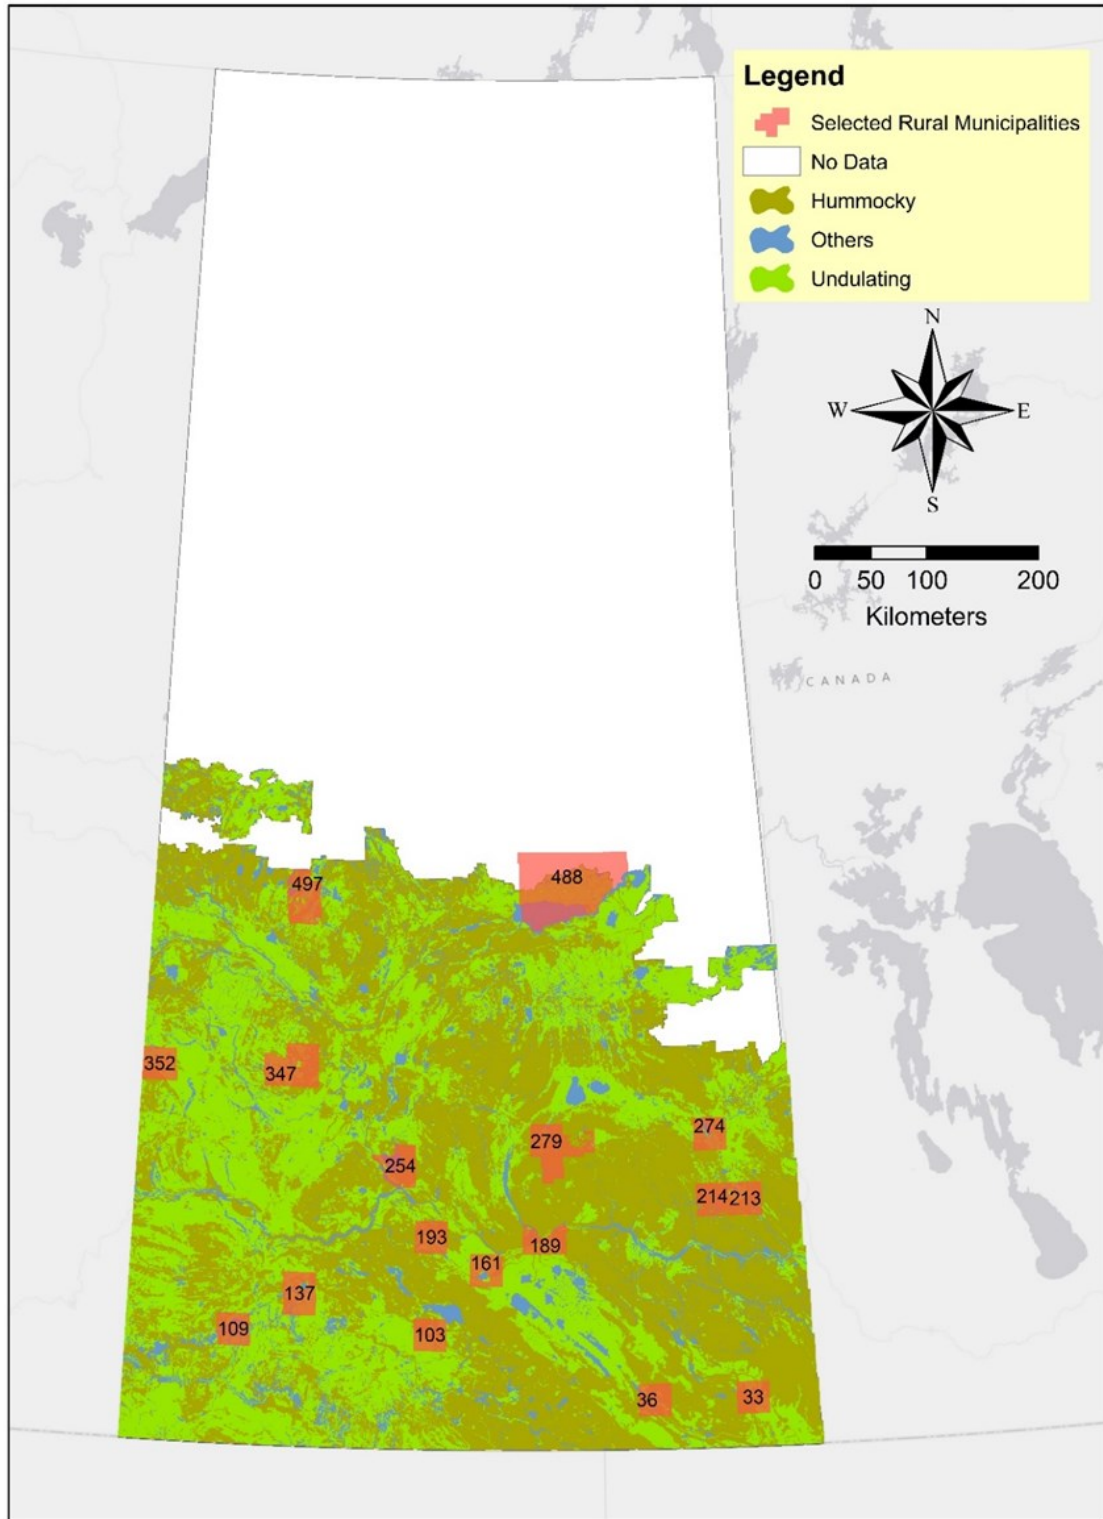 Legend
Selected Rural Municipalities
No Data
Hummocky
Others
Undulating
N
W E
S
0 50 100 200
Kilometers
CANADA
497
488
352
347
279
274
254
214 213
193
189
161
137
109
103
36
33